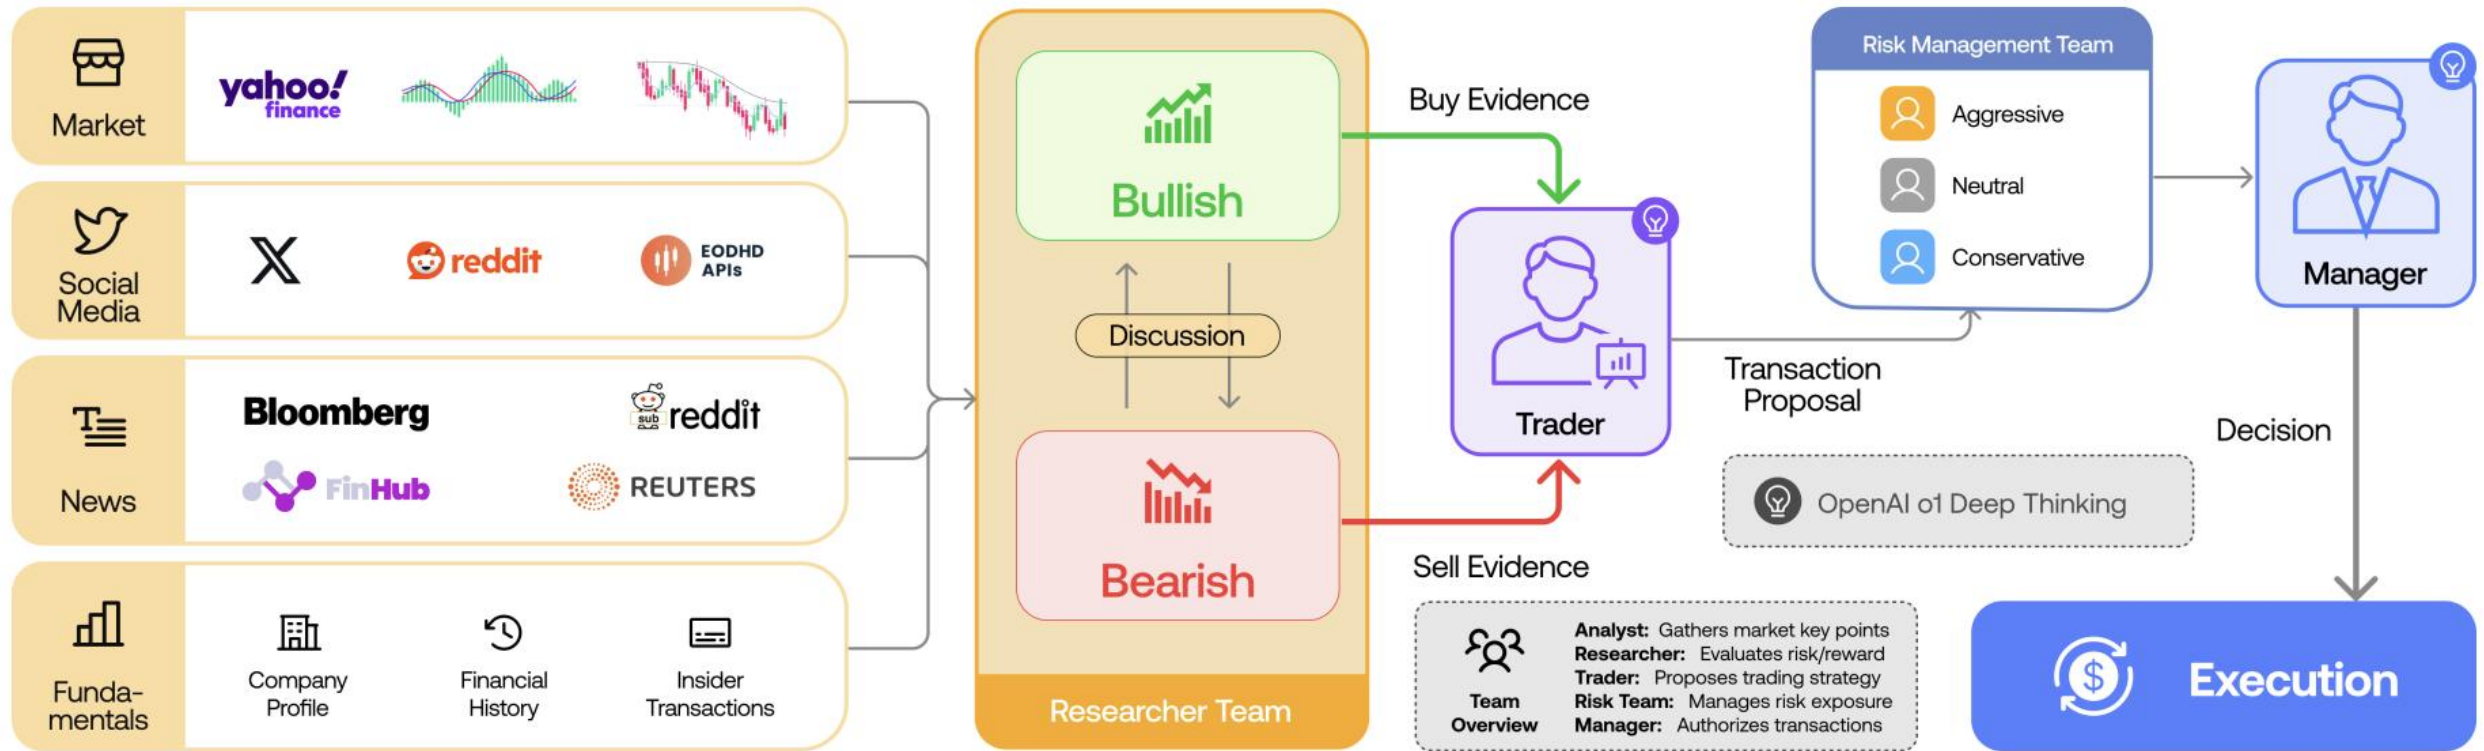 Market
yahoo!
finance
Social
Media
X
reddit
EODHD
APIs
News
Bloomberg
sub
reddit
FinHub
REUTERS
Funda-
mentals
Company
Profile
Financial
History
Insider
Transactions
Bullish
Discussion
Bearish
Researcher Team
Buy Evidence
Sell Evidence
Trader
Transaction
Proposal
Risk Management Team
Aggressive
Neutral
Conservative
Manager
Decision
OpenAI o1 Deep Thinking
Team
Overview
Analyst: Gathers market key points
Researcher: Evaluates risk/reward
Trader: Proposes trading strategy
Risk Team: Manages risk exposure
Manager: Authorizes transactions
$
Execution